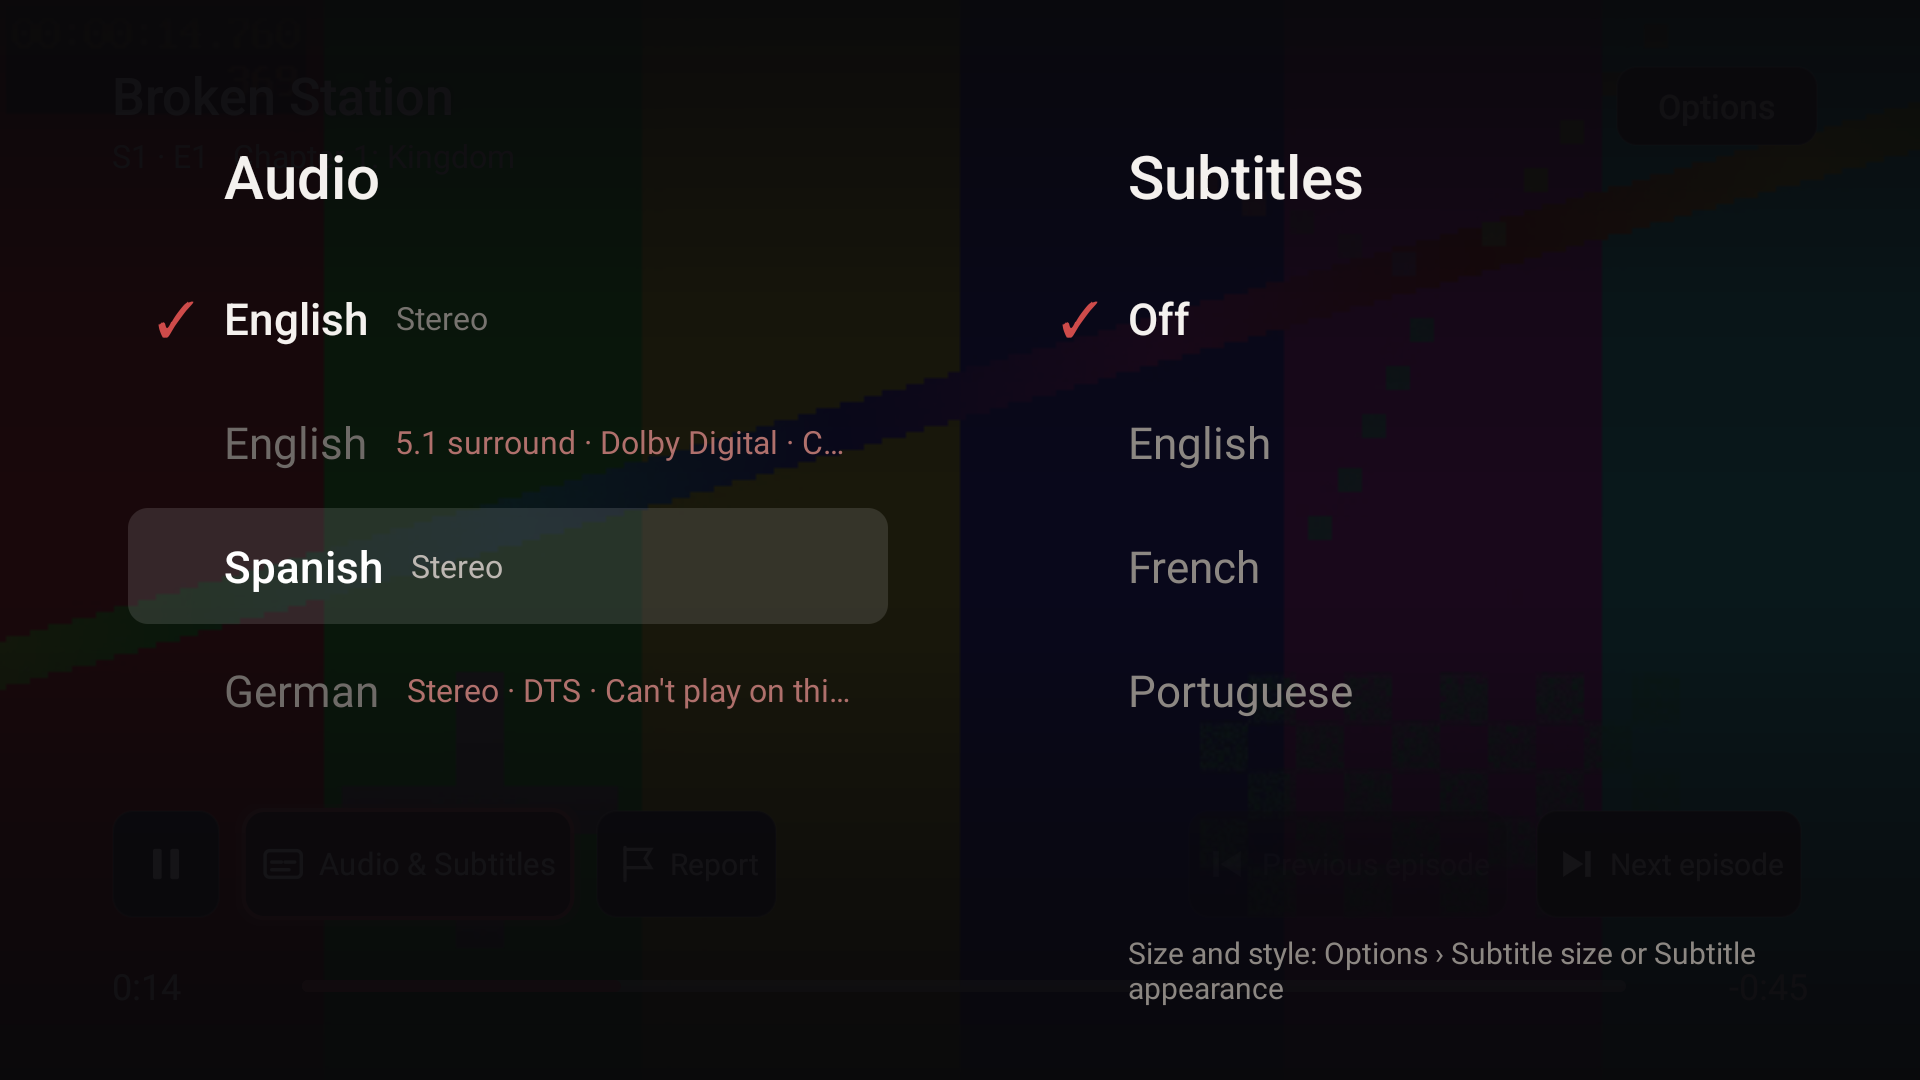 Broken Station
Options
S1 · E1
Kingdom
Audio
Subtitles
✓ English Stereo
✓ Off
English 5.1 surround · Dolby Digital · C...
English
Spanish Stereo
French
German Stereo · DTS · Can't play on thi...
Portuguese
Audio & Subtitles
Report
Previous episode
Next episode
Size and style: Options › Subtitle size or Subtitle
appearance
0:14
-0:45